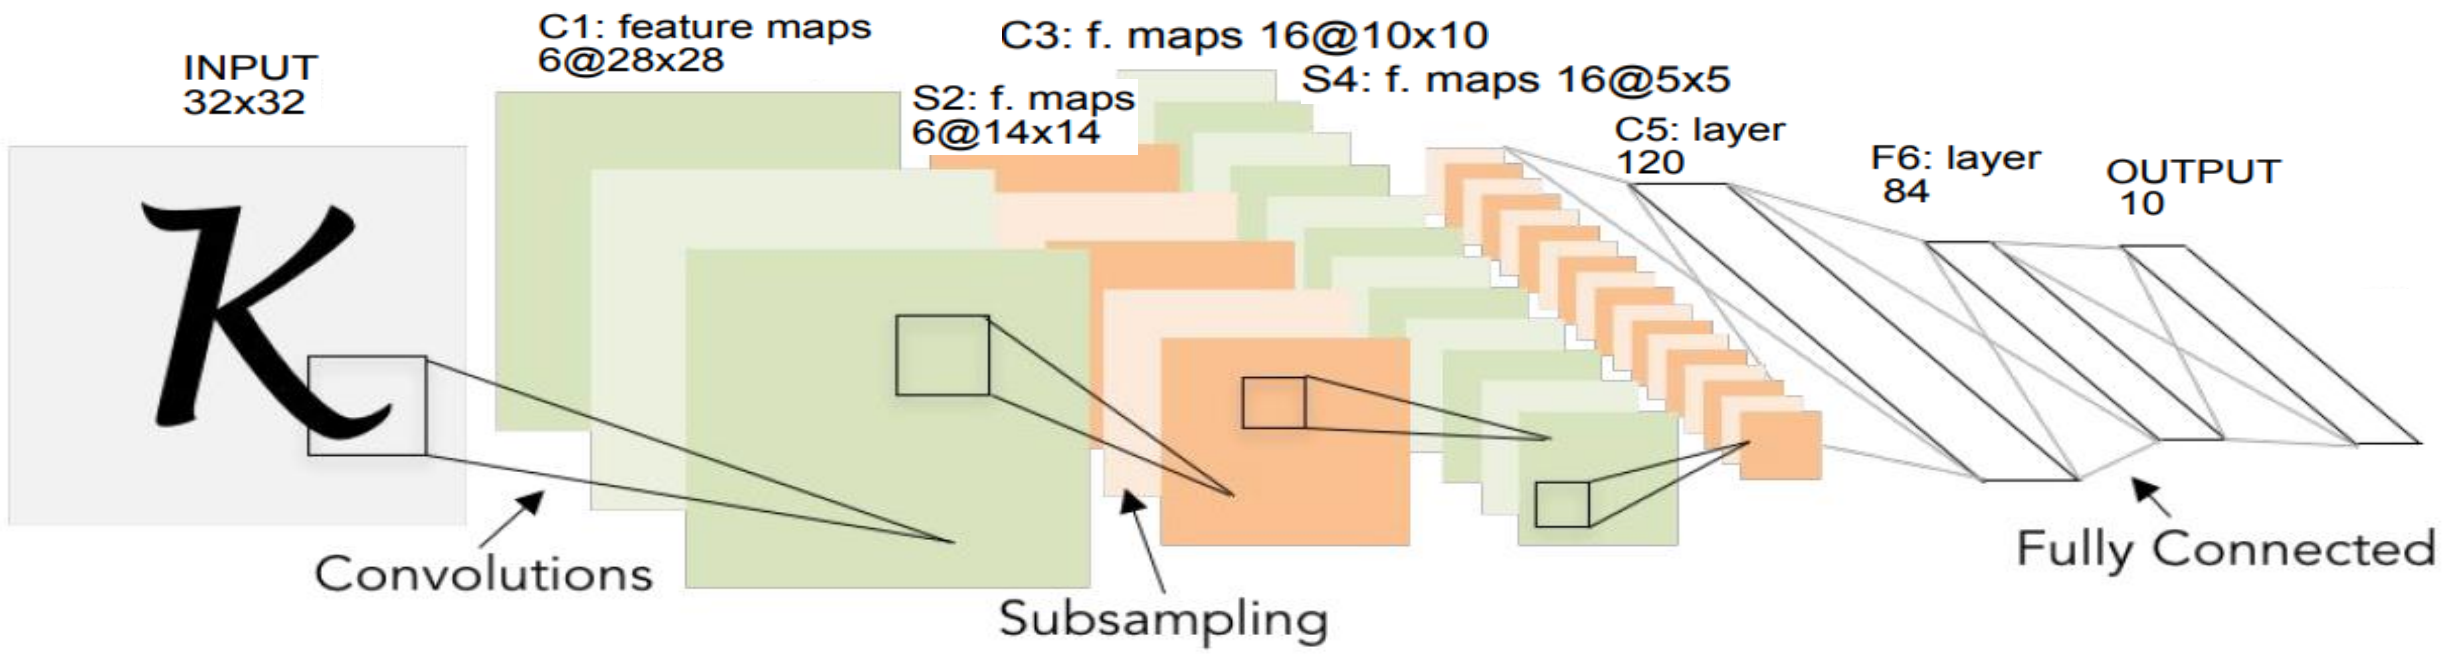 INPUT
32x32
C1: feature maps
6@28x28
S2: f. maps
6@14x14
C3: f. maps 16@10x10
S4: f. maps 16@5x5
C5: layer
120
F6: layer
84
OUTPUT
10
K
Convolutions
Subsampling
Fully Connected